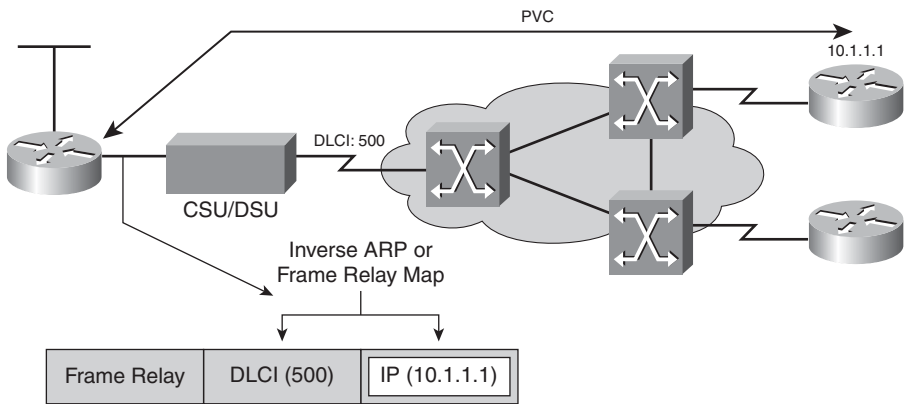 PVC
10.1.1.1
DLCI: 500
CSU/DSU
Inverse ARP or
Frame Relay Map
Frame Relay
DLCI (500)
IP (10.1.1.1)